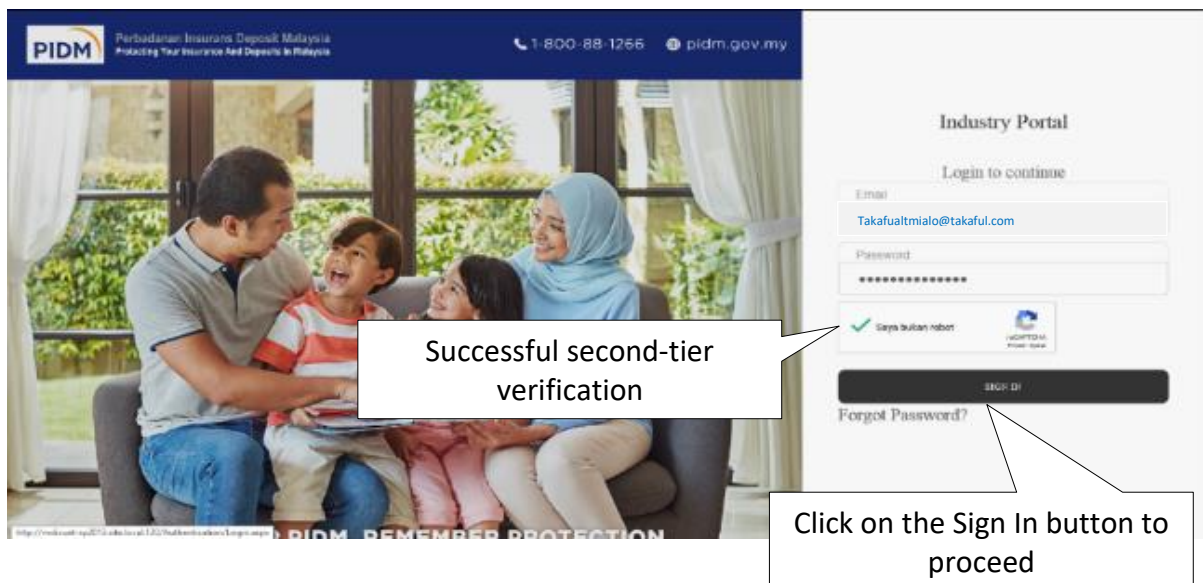 PIDM
Perbadanan Insurans Deposit Malaysia
Protecting Your Insurance And Deposits In Malaysia
1-800-88-1266 pidm.gov.my
Industry Portal
Login to continue
Email
Takafualtmialo@takaful.com
Password
••••••••••••••
Saya bukan robot
reCAPTCHA
Successful second-tier
verification
SIGN IN
Forgot Password?
Click on the Sign In button to
proceed
PIDM, REMEMBER PROTECTION